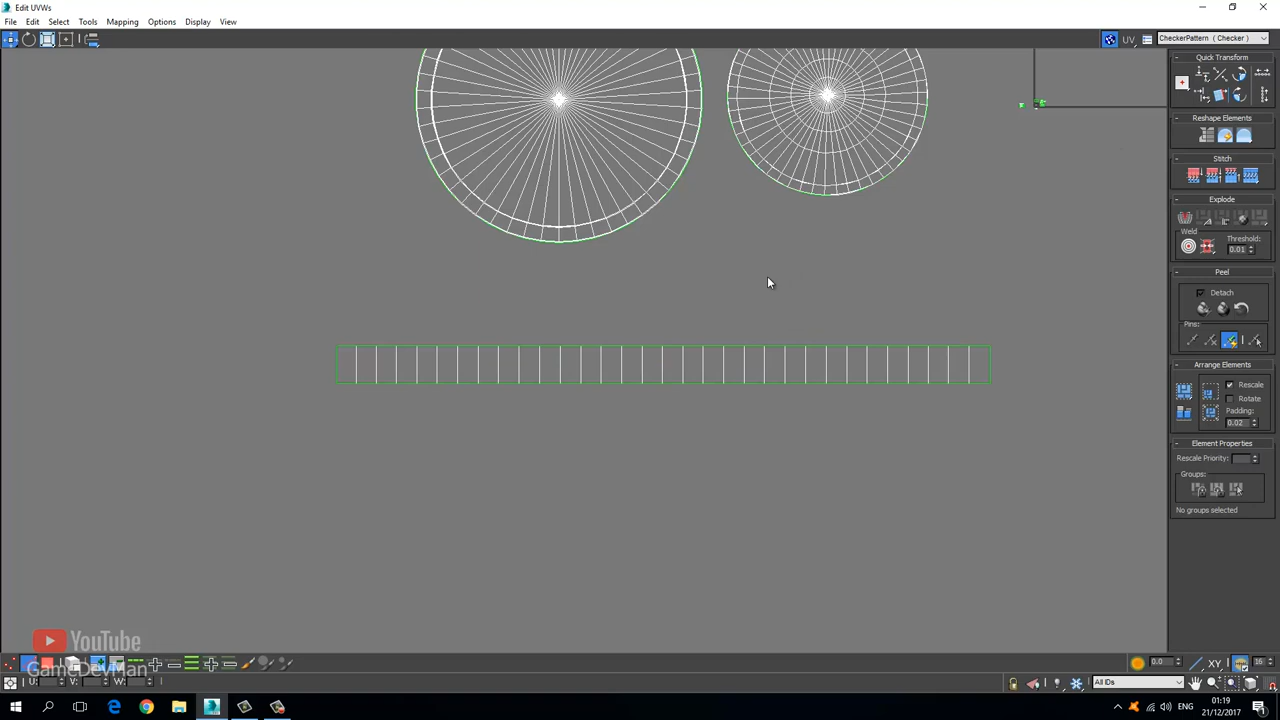 Edit UVWs
File Edit Select Tools Mapping Options Display View
UV
CheckerPattern ( Checker )
Quick Transform
Reshape Elements
Stitch
Explode
Weld
Threshold:
0.01
Peel
Detach
Pins:
Arrange Elements
Rescale
Rotate
Padding:
0.02
Element Properties
Rescale Priority:
Groups:
No groups selected
YouTube
GameDevMan
0.0
XY
16
U: V: W:
All IDs
ENG
01:19
21/12/2017